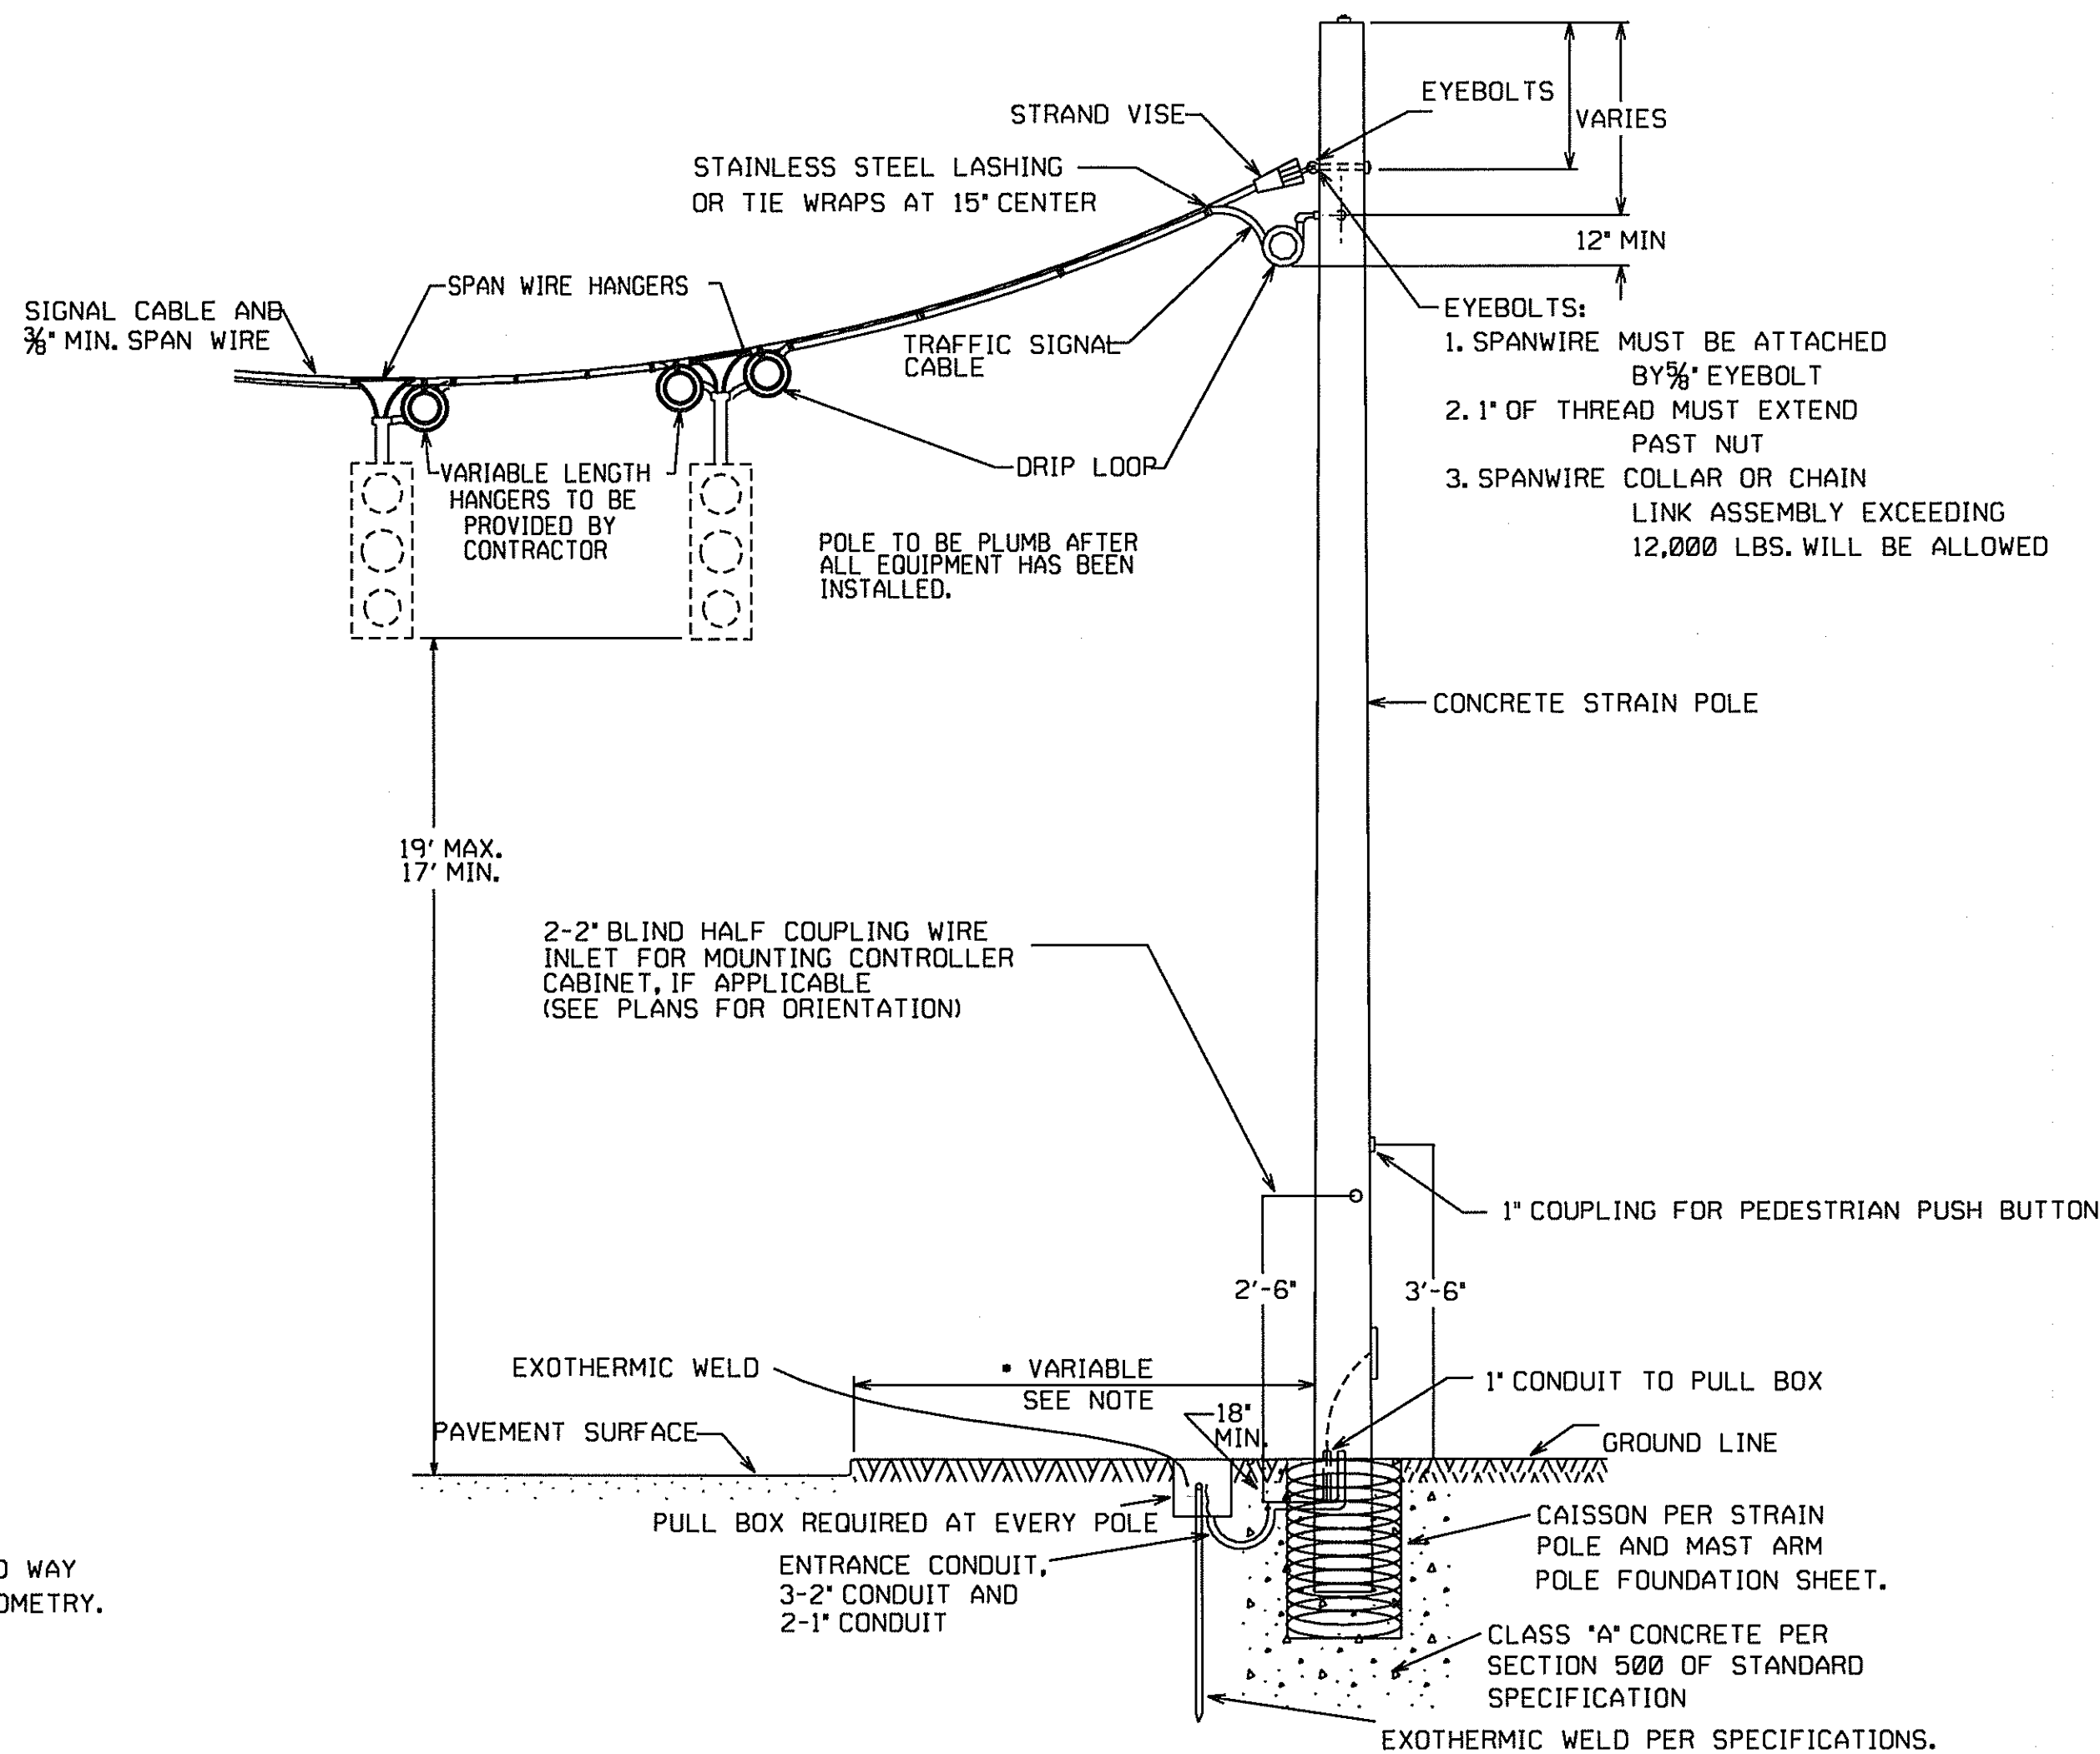 EYEBOLTS
STRAND VISE
VARIES
STAINLESS STEEL LASHING
OR TIE WRAPS AT 15" CENTER
12" MIN
SPAN WIRE HANGERS
SIGNAL CABLE AND
3/8" MIN. SPAN WIRE
TRAFFIC SIGNAL
CABLE
EYEBOLTS:
1. SPANWIRE MUST BE ATTACHED
BY 5/8" EYEBOLT
2. 1" OF THREAD MUST EXTEND
PAST NUT
3. SPANWIRE COLLAR OR CHAIN
LINK ASSEMBLY EXCEEDING
12,000 LBS. WILL BE ALLOWED
DRIP LOOP
VARIABLE LENGTH
HANGERS TO BE
PROVIDED BY
CONTRACTOR
POLE TO BE PLUMB AFTER
ALL EQUIPMENT HAS BEEN
INSTALLED.
CONCRETE STRAIN POLE
19' MAX.
17' MIN.
2-2" BLIND HALF COUPLING WIRE
INLET FOR MOUNTING CONTROLLER
CABINET, IF APPLICABLE
(SEE PLANS FOR ORIENTATION)
1" COUPLING FOR PEDESTRIAN PUSH BUTTON
2'-6"
3'-6"
EXOTHERMIC WELD
* VARIABLE
SEE NOTE
1" CONDUIT TO PULL BOX
18"
MIN.
PAVEMENT SURFACE
GROUND LINE
PULL BOX REQUIRED AT EVERY POLE
ENTRANCE CONDUIT,
3-2" CONDUIT AND
2-1" CONDUIT
CAISSON PER STRAIN
POLE AND MAST ARM
POLE FOUNDATION SHEET.
WAY
OMETRY.
CLASS "A" CONCRETE PER
SECTION 500 OF STANDARD
SPECIFICATION
EXOTHERMIC WELD PER SPECIFICATIONS.